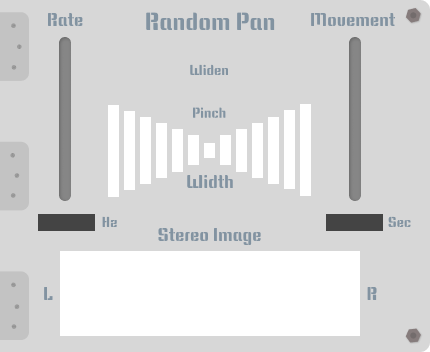 Rate
Random Pan
Movement
Widen
Pinch
Width
Hz
Sec
Stereo Image
L
R